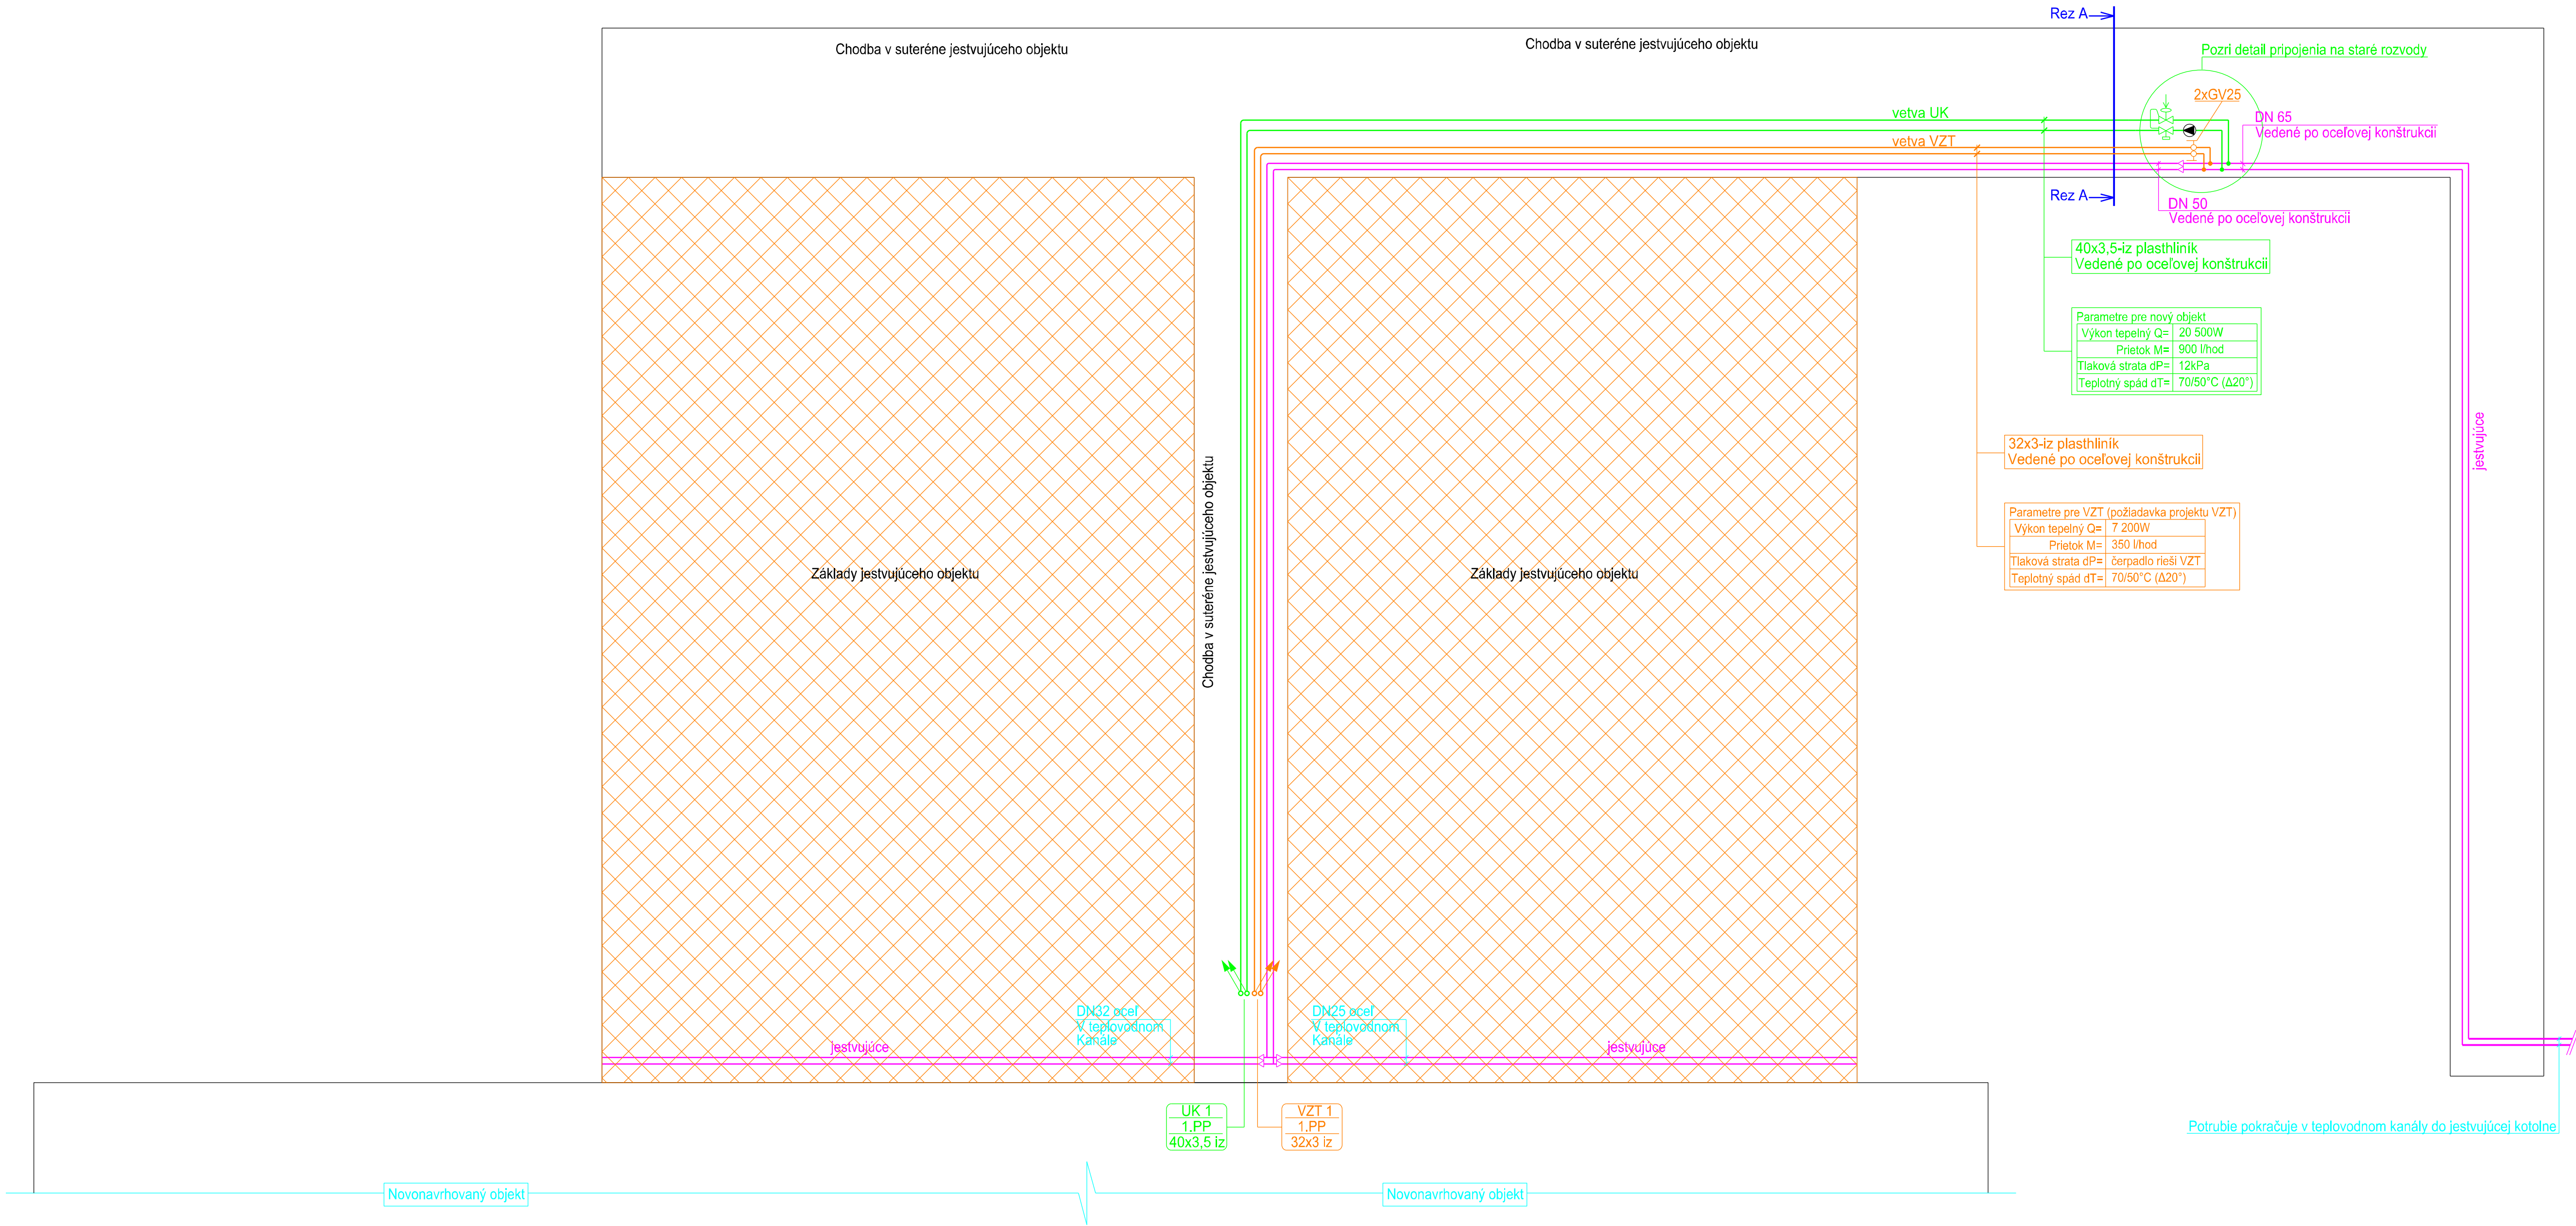 Rez A
Chodba v suteréne jestvujúceho objektu
Chodba v suteréne jestvujúceho objektu
Pozri detail pripojenia na staré rozvody
2xGV25
vetva UK
DN 65
Vedené po oceľovej konštrukcii
vetva VZT
Rez A
DN 50
Vedené po oceľovej konštrukcii
40x3,5-iz plasthliník
Vedené po oceľovej konštrukcii
Parametre pre nový objekt
Výkon tepelný Q= 20 500W
Prietok M= 900 l/hod
Tlaková strata dP= 12kPa
Teplotný spád dT= 70/50°C (Δ20°)
jestvujúce
32x3-iz plasthliník
Vedené po oceľovej konštrukcii
Parametre pre VZT (požiadavka projektu VZT)
Výkon tepelný Q= 7 200W
Prietok M= 350 l/hod
Tlaková strata dP= čerpadlo rieši VZT
Teplotný spád dT= 70/50°C (Δ20°)
Základy jestvujúceho objektu
Chodba v suteréne jestvujúceho objektu
Základy jestvujúceho objektu
DN32 oceľ
V teplovodnom
Kanále
DN25 oceľ
V teplovodnom
Kanále
jestvujúce
jestvujúce
UK 1
1.PP
40x3,5 iz
VZT 1
1.PP
32x3 iz
Potrubie pokračuje v teplovodnom kanály do jestvujúcej kotolne
Novonavrhovaný objekt
Novonavrhovaný objekt